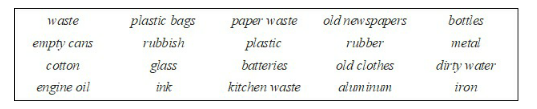 waste plastic bags paper waste old newspapers bottles
empty cans rubbish plastic rubber metal
cotton glass batteries old clothes dirty water
engine oil ink kitchen waste aluminum iron